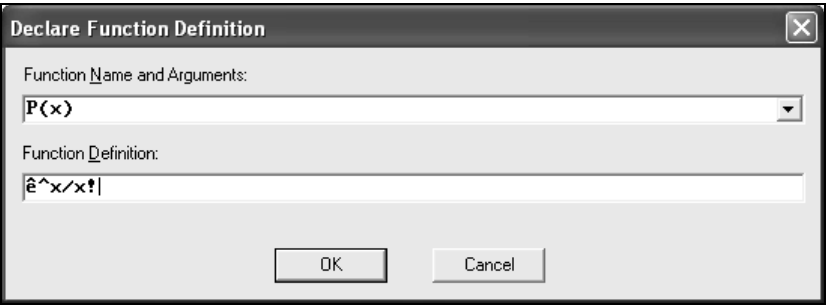 Declare Function Definition
Function Name and Arguments:
P(x)
Function Definition:
ê^x/x!
OK Cancel